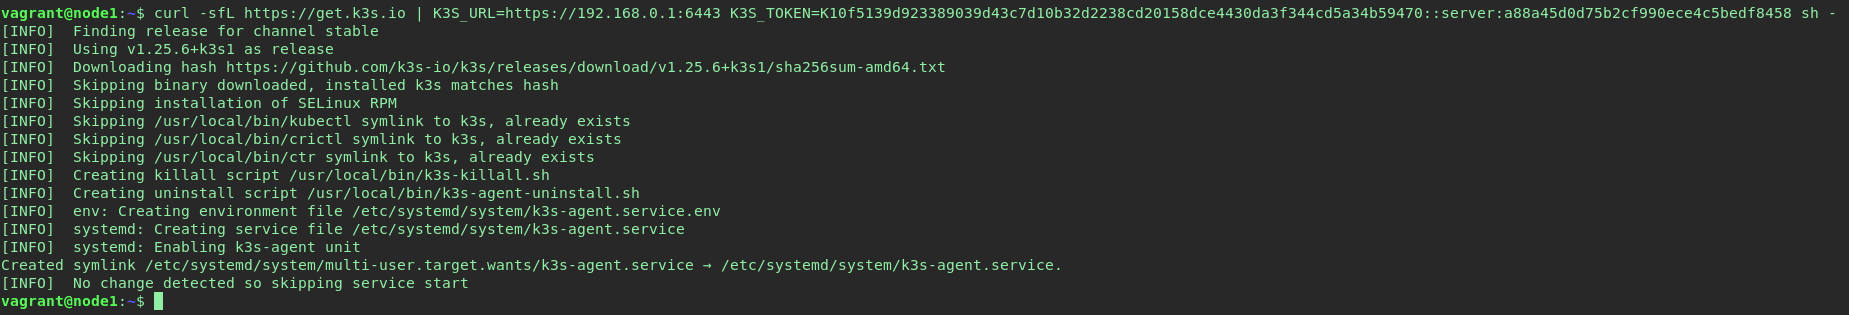 vagrant@node1:~$ curl -sfL https://get.k3s.io | K3S_URL=https://192.168.0.1:6443 K3S_TOKEN=K10f5139d923389039d43c7d10b32d2238cd20158dce4430da3f344cd5a34b59470::server:a88a45d0d75b2cf990ece4c5bedf8458 sh -
[INFO]  Finding release for channel stable
[INFO]  Using v1.25.6+k3s1 as release
[INFO]  Downloading hash https://github.com/k3s-io/k3s/releases/download/v1.25.6+k3s1/sha256sum-amd64.txt
[INFO]  Skipping binary downloaded, installed k3s matches hash
[INFO]  Skipping installation of SELinux RPM
[INFO]  Skipping /usr/local/bin/kubectl symlink to k3s, already exists
[INFO]  Skipping /usr/local/bin/crictl symlink to k3s, already exists
[INFO]  Skipping /usr/local/bin/ctr symlink to k3s, already exists
[INFO]  Creating killall script /usr/local/bin/k3s-killall.sh
[INFO]  Creating uninstall script /usr/local/bin/k3s-agent-uninstall.sh
[INFO]  env: Creating environment file /etc/systemd/system/k3s-agent.service.env
[INFO]  systemd: Creating service file /etc/systemd/system/k3s-agent.service
[INFO]  systemd: Enabling k3s-agent unit
Created symlink /etc/systemd/system/multi-user.target.wants/k3s-agent.service → /etc/systemd/system/k3s-agent.service.
[INFO]  No change detected so skipping service start
vagrant@node1:~$